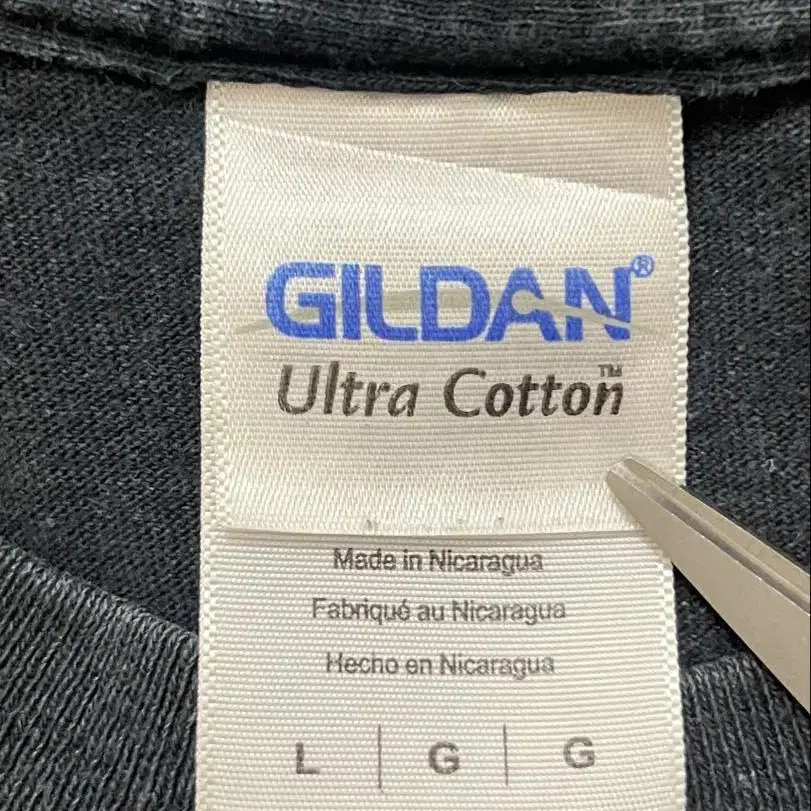 GILDAN®
Ultra Cotton™
Made in Nicaragua
Fabriqué au Nicaragua
Hecho en Nicaragua
L | G | G